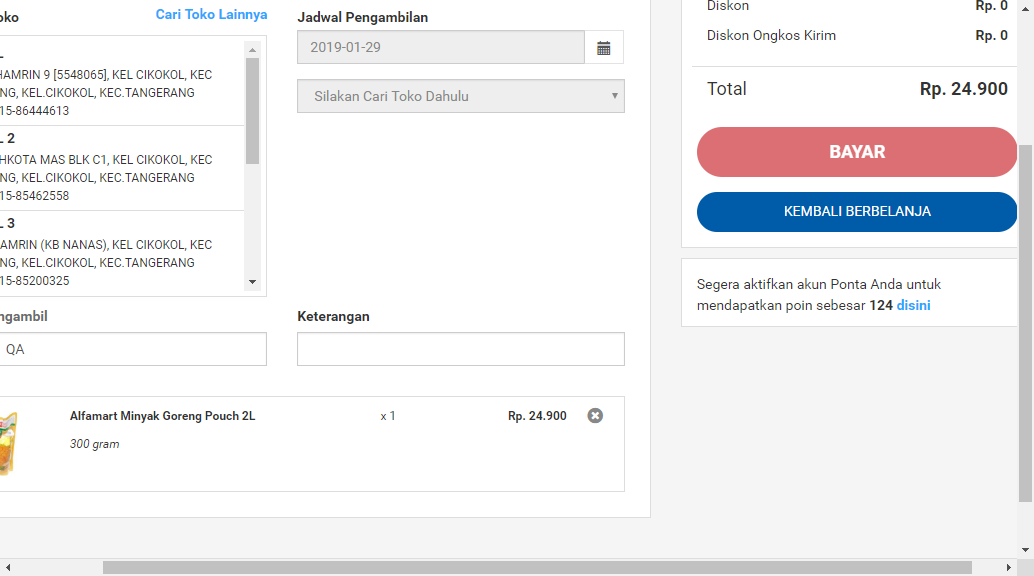 oko
Cari Toko Lainnya
HAMRIN 9 [5548065], KEL CIKOKOL, KEC
NG, KEL.CIKOKOL, KEC.TANGERANG
15-86444613
L 2
HKOTA MAS BLK C1, KEL CIKOKOL, KEC
NG, KEL.CIKOKOL, KEC.TANGERANG
15-85462558
L 3
AMRIN (KB NANAS), KEL CIKOKOL, KEC
NG, KEL.CIKOKOL, KEC.TANGERANG
15-85200325
Jadwal Pengambilan
2019-01-29
Silakan Cari Toko Dahulu
ngambil
QA
Keterangan
Alfamart Minyak Goreng Pouch 2L x 1 Rp. 24.900
300 gram
Diskon Rp. 0
Diskon Ongkos Kirim Rp. 0
Total Rp. 24.900
BAYAR
KEMBALI BERBELANJA
Segera aktifkan akun Ponta Anda untuk
mendapatkan poin sebesar 124 disini